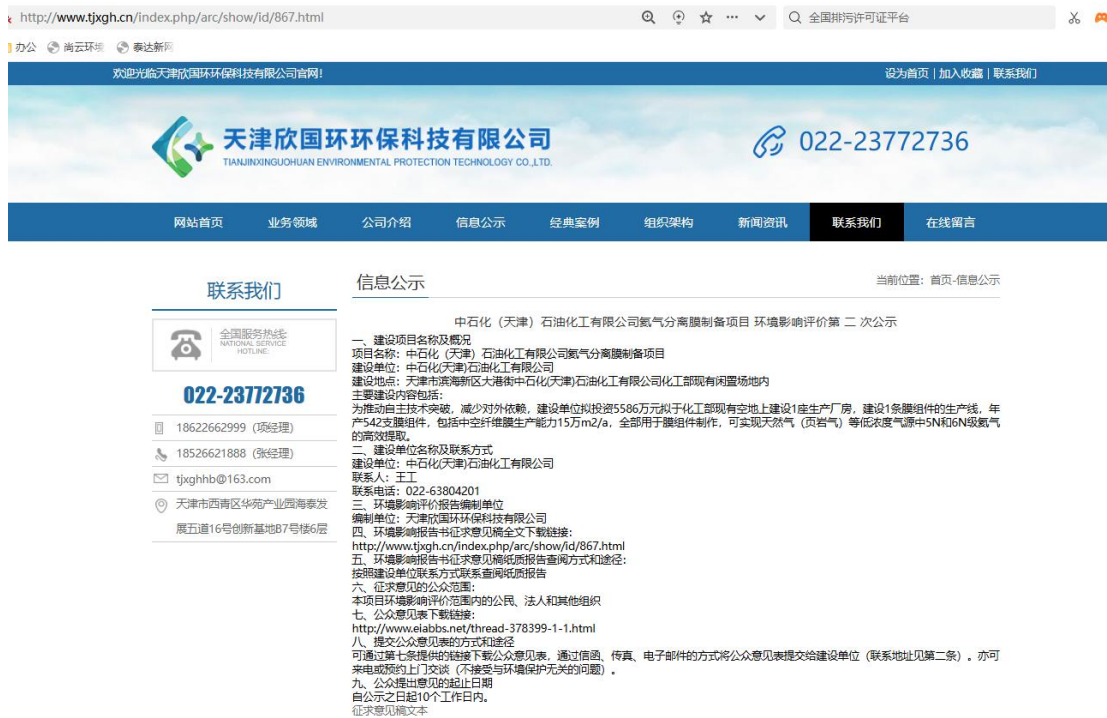 http://www.tjxgh.cn/index.php/arc/show/id/867.html
全国排污许可证平台
办公 尚云环境 泰达新网
欢迎光临天津欣国环环保科技有限公司官网!
设为首页 | 加入收藏 | 联系我们
天津欣国环环保科技有限公司
TIANJINXINGUOHUAN ENVIRONMENTAL PROTECTION TECHNOLOGY CO.,LTD.
022-23772736
网站首页 业务领域 公司介绍 信息公示 经典案例 组织架构 新闻资讯 联系我们 在线留言
联系我们
全国服务热线:
NATIONAL SERVICE
HOTLINE:
022-23772736
18622662999 (项经理)
18526621888 (张经理)
tjxghhb@163.com
天津市西青区华苑产业园海泰发
展五道16号创新基地B7号楼6层
信息公示
当前位置: 首页-信息公示
中石化（天津）石油化工有限公司氦气分离膜制备项目 环境影响评价第 二 次公示
一、建设项目名称及概况
项目名称：中石化（天津）石油化工有限公司氦气分离膜制备项目
建设单位：中石化(天津)石油化工有限公司
建设地点：天津市滨海新区大港街中石化(天津)石油化工有限公司化工部现有闲置场地内
主要建设内容包括：
为推动自主技术突破，减少对外依赖，建设单位拟投资5586万元拟于化工部现有空地上建设1座生产厂房，建设1条膜组件的生产线，年
产542支膜组件，包括中空纤维膜生产能力15万m2/a，全部用于膜组件制作，可实现天然气（页岩气）等低浓度气源中5N和6N级氦气
的高效提取。
二、建设单位名称及联系方式
建设单位：中石化(天津)石油化工有限公司
联系人：王工
联系电话：022-63804201
三、环境影响评价报告编制单位
编制单位：天津欣国环环保科技有限公司
四、环境影响报告书征求意见稿全文下载链接：
http://www.tjxgh.cn/index.php/arc/show/id/867.html
五、环境影响报告书征求意见稿纸质报告查阅方式和途径：
按照建设单位联系方式联系查阅纸质报告
六、征求意见的公众范围：
本项目环境影响评价范围内的公民、法人和其他组织
七、公众意见表下载链接：
http://www.eiabbs.net/thread-378399-1-1.html
八、提交公众意见表的方式和途径
可通过第七条提供的链接下载公众意见表，通过信函、传真、电子邮件的方式将公众意见表提交给建设单位（联系地址见第二条）。亦可
来电或预约上门交谈（不接受与环境保护无关的问题）。
九、公众提出意见的起止日期
自公示之日起10个工作日内。
征求意见稿文本